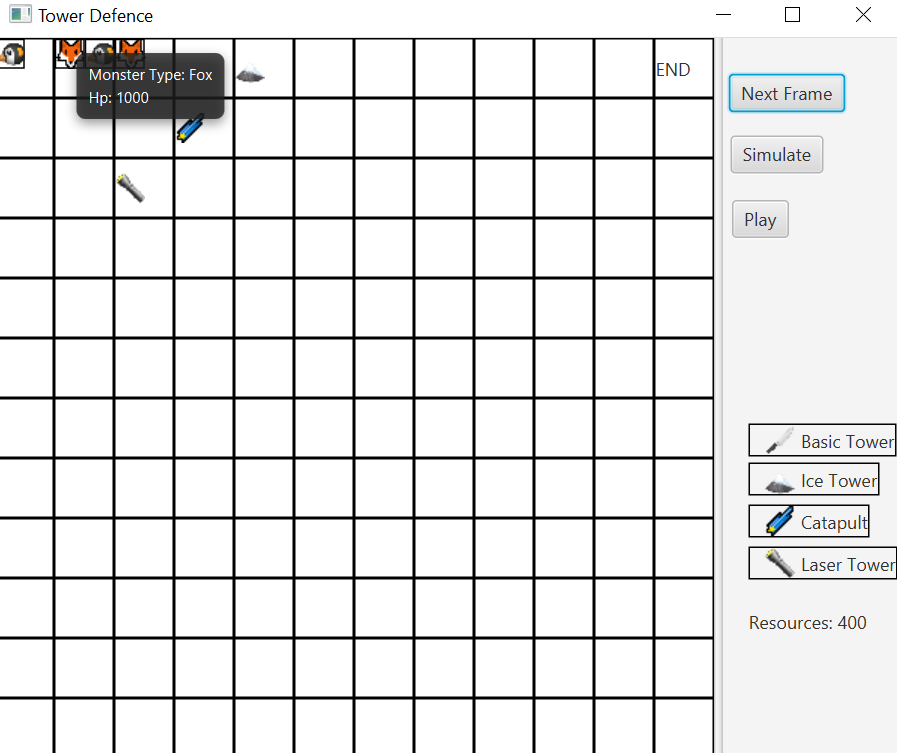 Tower Defence
Monster Type: Fox
Hp: 1000
END
Next Frame
Simulate
Play
Basic Tower
Ice Tower
Catapult
Laser Tower
Resources: 400